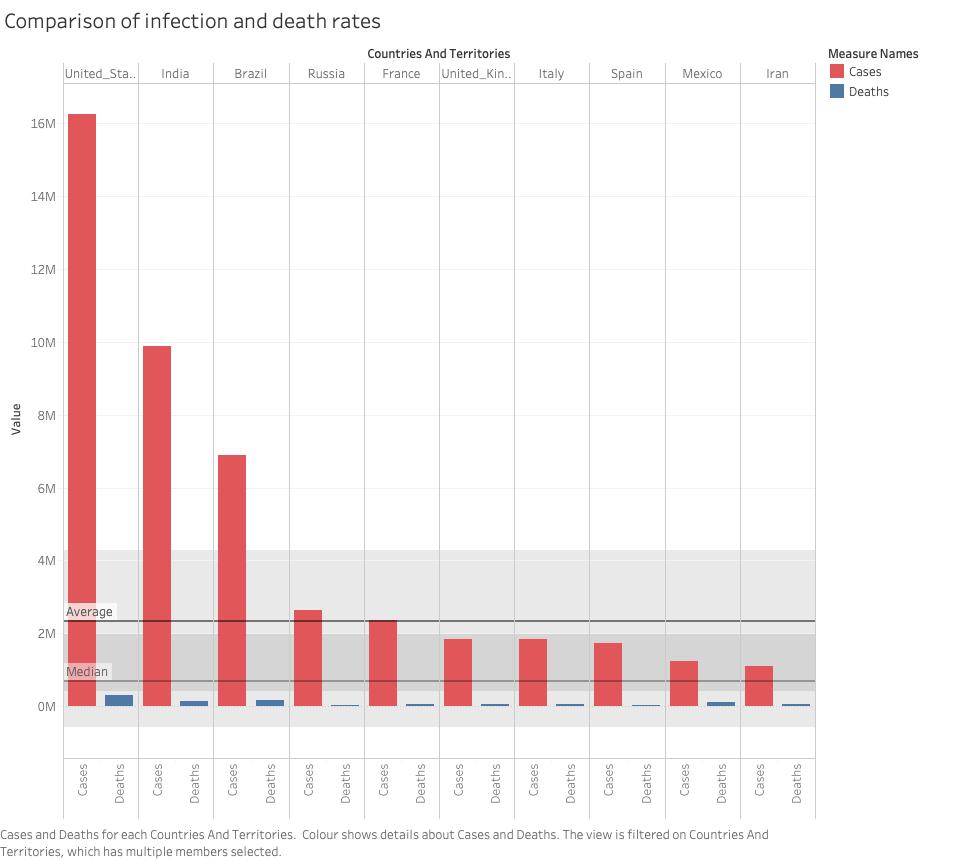 Comparison of infection and death rates
Countries And Territories
United_Sta.. India Brazil Russia France United_Kin.. Italy Spain Mexico Iran
Measure Names
Cases
Deaths
16M
14M
12M
10M
8M
6M
4M
2M
0M
Value
Average
Median
Cases Deaths Cases Deaths Cases Deaths Cases Deaths Cases Deaths Cases Deaths Cases Deaths Cases Deaths Cases Deaths Cases Deaths
Cases and Deaths for each Countries And Territories.  Colour shows details about Cases and Deaths. The view is filtered on Countries And
Territories, which has multiple members selected.